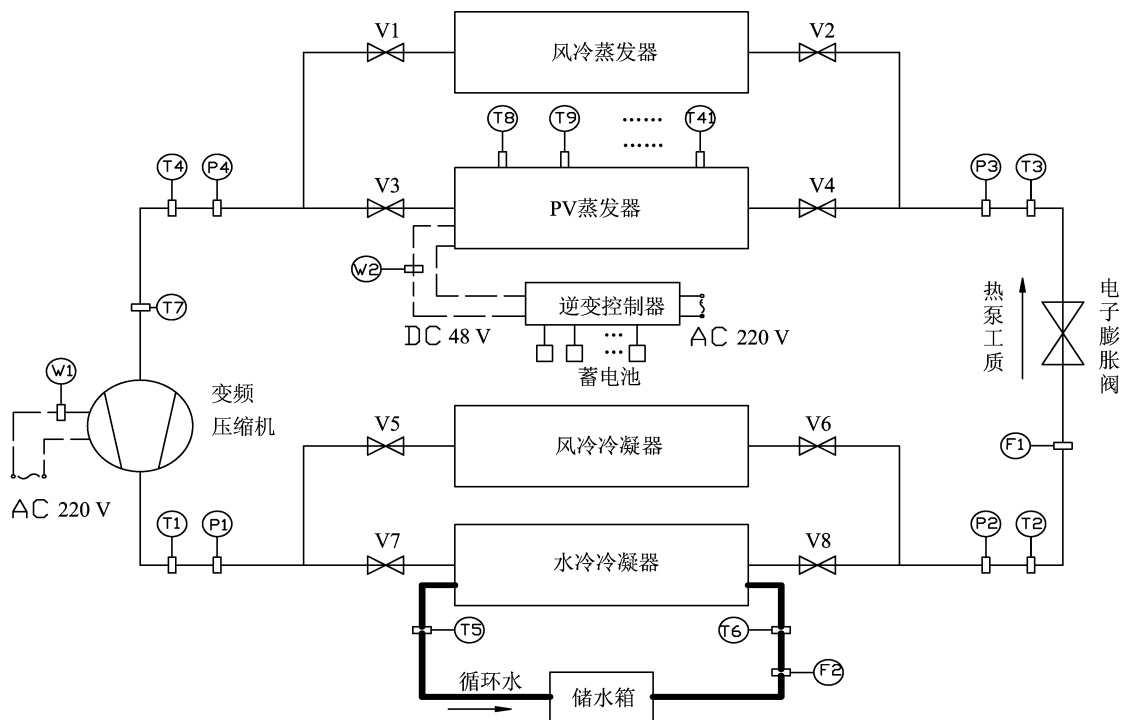 V1
风冷蒸发器
V2
T8
T9
……
T41
……
T4
P4
V3
PV蒸发器
V4
P3
T3
W2
逆变控制器
DC 48 V
AC 220 V
…
…
蓄电池
T7
热泵工质
电子膨胀阀
W1
变频
压缩机
AC 220 V
V5
风冷冷凝器
V6
F1
T1
P1
V7
水冷冷凝器
V8
P2
T2
T5
T6
F2
循环水
储水箱